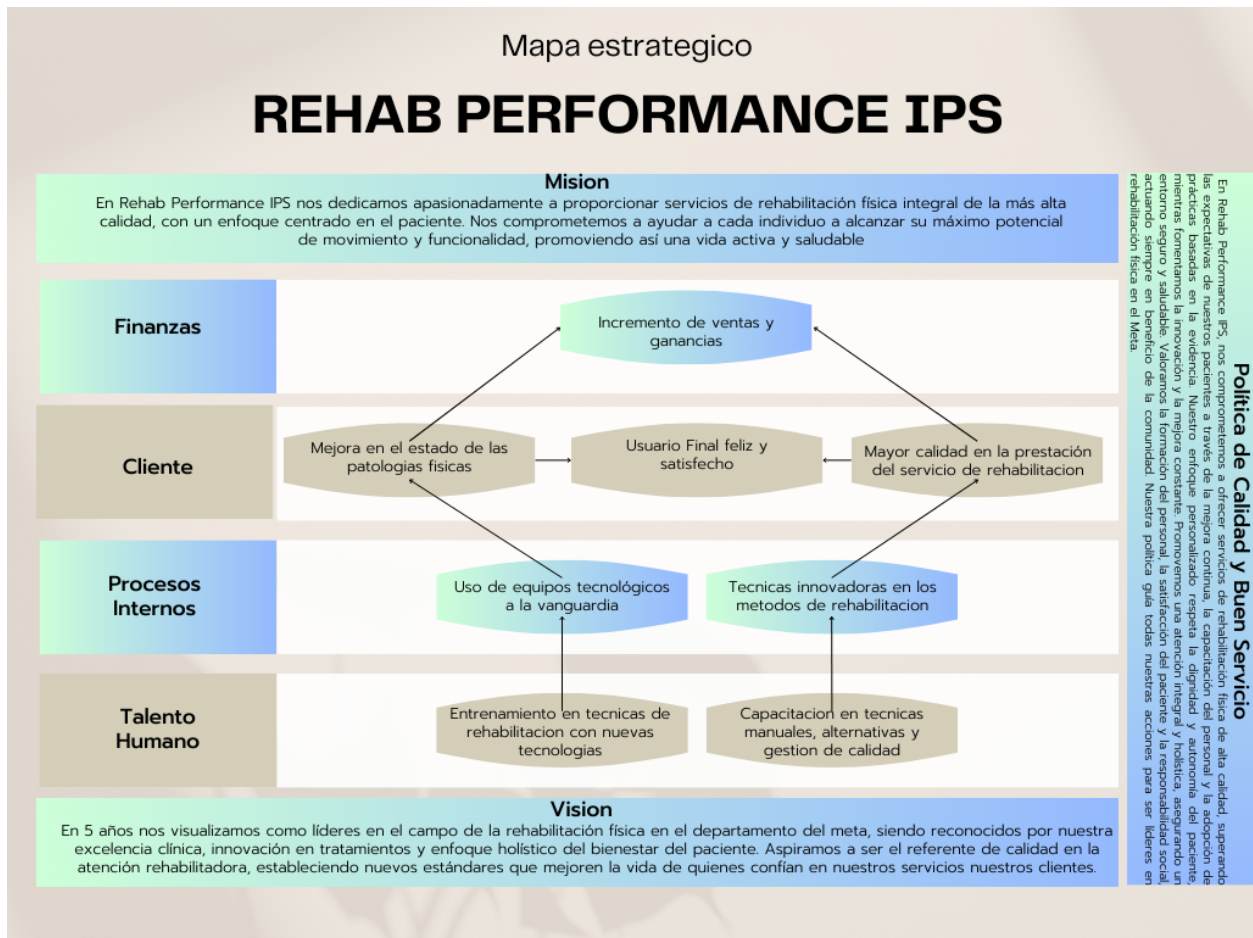 Mapa estrategico
REHAB PERFORMANCE IPS
Mision
En Rehab Performance IPS nos dedicamos apasionadamente a proporcionar servicios de rehabilitación física integral de la más alta
calidad, con un enfoque centrado en el paciente. Nos comprometemos a ayudar a cada individuo a alcanzar su máximo potencial
de movimiento y funcionalidad, promoviendo así una vida activa y saludable
Finanzas
Incremento de ventas y
ganancias
Cliente
Mejora en el estado de las
patologias fisicas
Usuario Final feliz y
satisfecho
Mayor calidad en la prestación
del servicio de rehabilitacion
Procesos
Internos
Uso de equipos tecnológicos
a la vanguardia
Tecnicas innovadoras en los
metodos de rehabilitacion
Talento
Humano
Entrenamiento en tecnicas de
rehabilitacion con nuevas
tecnologias
Capacitacion en tecnicas
manuales, alternativas y
gestion de calidad
Vision
En 5 años nos visualizamos como líderes en el campo de la rehabilitación física en el departamento del meta, siendo reconocidos por nuestra
excelencia clínica, innovación en tratamientos y enfoque holístico del bienestar del paciente. Aspiramos a ser el referente de calidad en la
atención rehabilitadora, estableciendo nuevos estándares que mejoren la vida de quienes confían en nuestros servicios nuestros clientes.
Política de Calidad y Buen Servicio
En Rehab Performance IPS, nos comprometemos a ofrecer servicios de rehabilitación física de alta calidad, superando
las expectativas de nuestros pacientes a través de la mejora continua, la capacitación del personal y la adopción de
prácticas basadas en la evidencia. Nuestro enfoque personalizado respeta la dignidad y autonomía del paciente,
mientras fomentamos la innovación y la mejora constante. Promovemos una atención integral y holística, asegurando un
entorno seguro y saludable. Valoramos la formación del personal, la satisfacción del paciente y la responsabilidad social,
actuando siempre en beneficio de la comunidad. Nuestra política guía todas nuestras acciones para ser líderes en
rehabilitación física en el Meta.